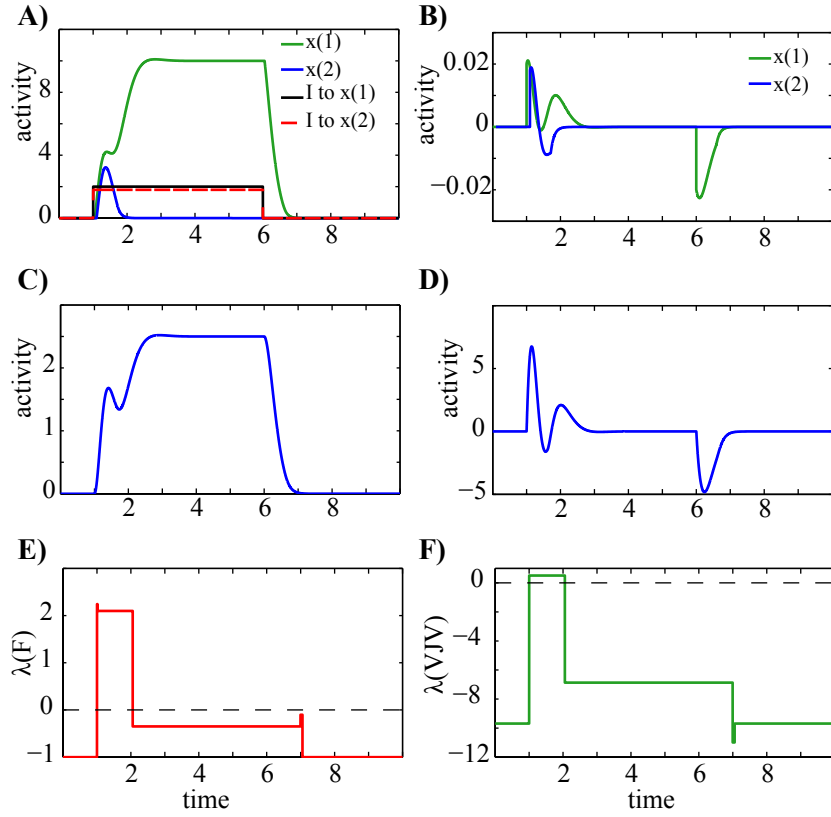 A)
B)
x(1)
x(2)
I to x(1)
I to x(2)
activity
10
8
4
0
2 4 6 8
x(1)
x(2)
activity
0.02
0
−0.02
2 4 6 8
C)
D)
activity
2
1
0
2 4 6 8
activity
5
0
−5
2 4 6 8
E)
F)
λ(F)
2
1
0
−1
2 4 6 8
time
λ(VJV)
0
−4
−8
−12
2 4 6 8
time